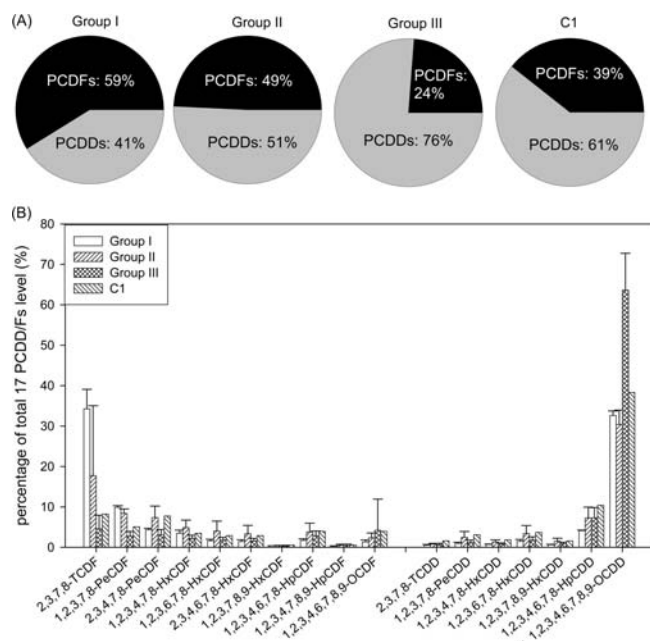 (A)
Group I
Group II
Group III
C1
PCDFs: 59%
PCDDs: 41%
PCDFs: 49%
PCDDs: 51%
PCDFs:
24%
PCDDs: 76%
PCDFs: 39%
PCDDs: 61%
(B)
percentage of total 17 PCDD/Fs level (%)
80
70
60
50
40
30
20
10
0
Group I
Group II
Group III
C1
2,3,7,8-TCDF
1,2,3,7,8-PeCDF
2,3,4,7,8-PeCDF
1,2,3,4,7,8-HxCDF
1,2,3,6,7,8-HxCDF
2,3,4,6,7,8-HxCDF
1,2,3,7,8,9-HxCDF
1,2,3,4,6,7,8-HpCDF
1,2,3,4,7,8,9-HpCDF
1,2,3,4,6,7,8,9-OCDF
2,3,7,8-TCDD
1,2,3,7,8-PeCDD
1,2,3,4,7,8-HxCDD
1,2,3,6,7,8-HxCDD
1,2,3,7,8,9-HxCDD
1,2,3,4,6,7,8-HpCDD
1,2,3,4,6,7,8,9-OCDD